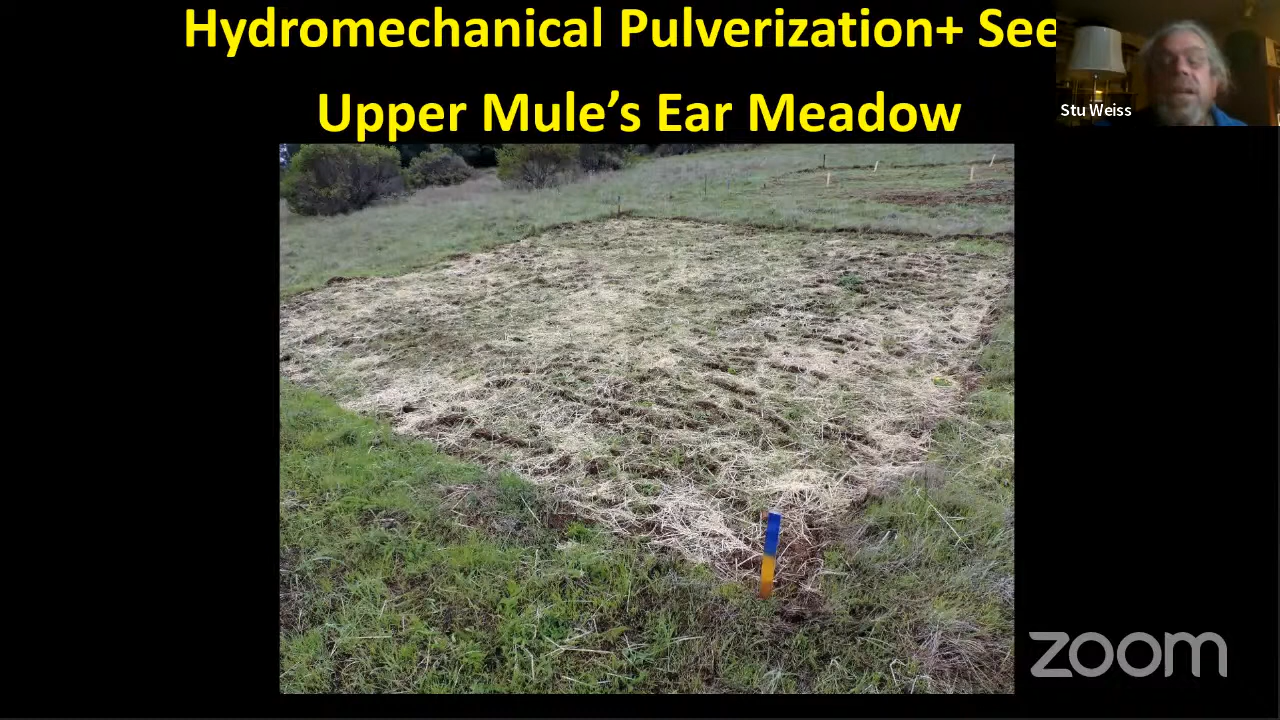 Hydromechanical Pulverization+ See
Upper Mule’s Ear Meadow
Stu Weiss
zoom